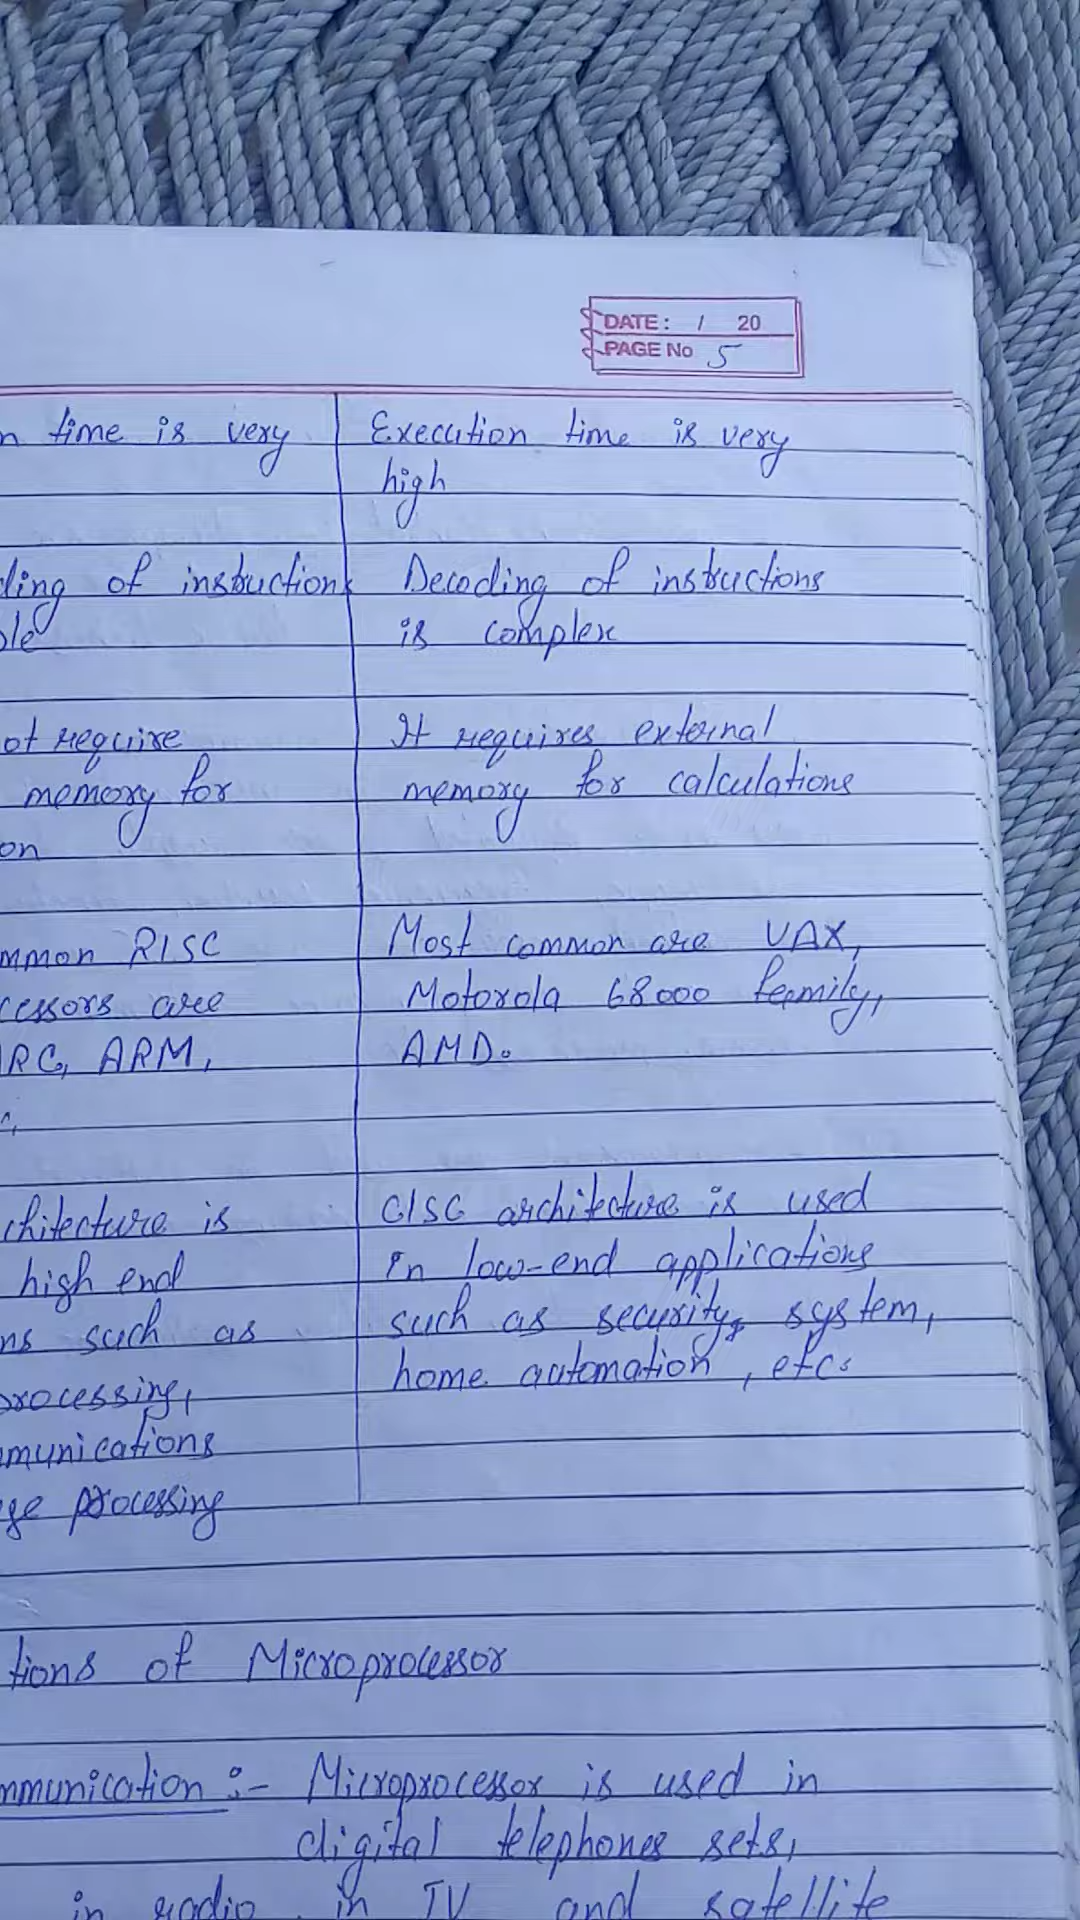 DATE: / 20
PAGE No 5
n time is very
ding of instructions
ple
ot require
memory for
on
mmon RISC
cessors are
ARC, ARM,
c,
chitecture is
high end
ns such as
processing,
mmunications
ge processing
Execution time is very
high
Decoding of instructions
is complex
It requires external
memory for calculations
Most common are VAX,
Motorola 68000 family,
AMD.
CISC architecture is used
in low-end applications
such as security, system,
home automation, etc.
tions of Microprocessor
mmunication :- Microprocessor is used in
digital telephones sets,
in radio, in TV and satellite